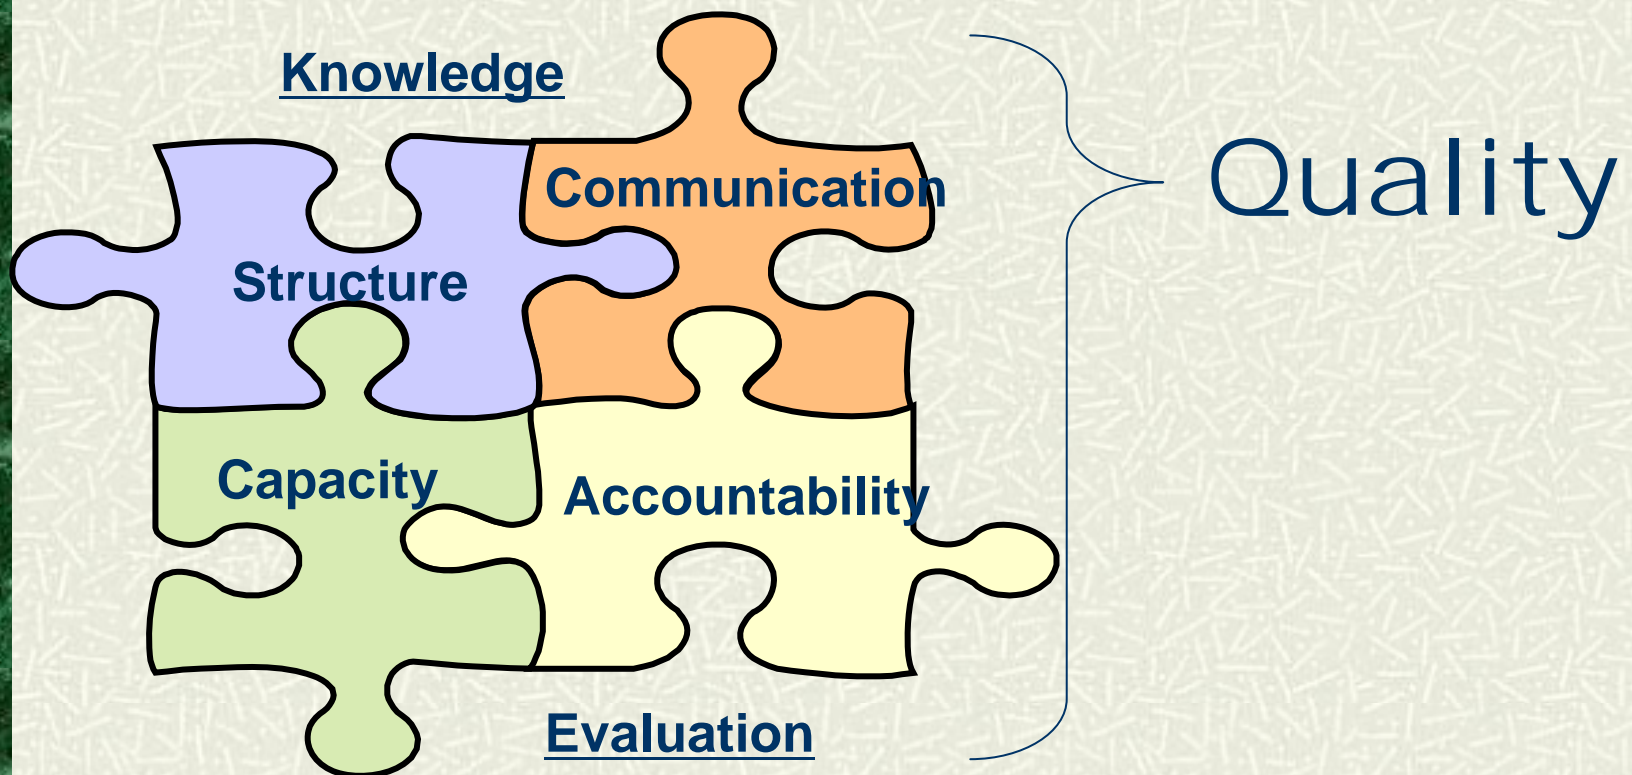 Knowledge
Communication
Quality
Structure
Capacity
Accountability
Evaluation